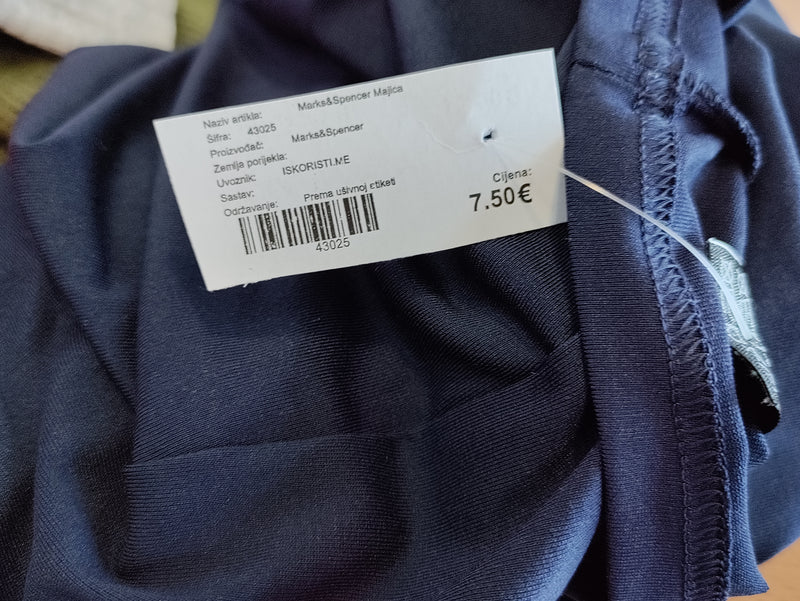 Naziv artikla: Marks&Spencer Majica
Šifra: 43025
Proizvođač: Marks&Spencer
Zemlja porijekla:
Uvoznik: ISKORISTI.ME
Sastav:
Održavanje: Prema ušivnoj etiketi
43025
Cijena:
7.50€